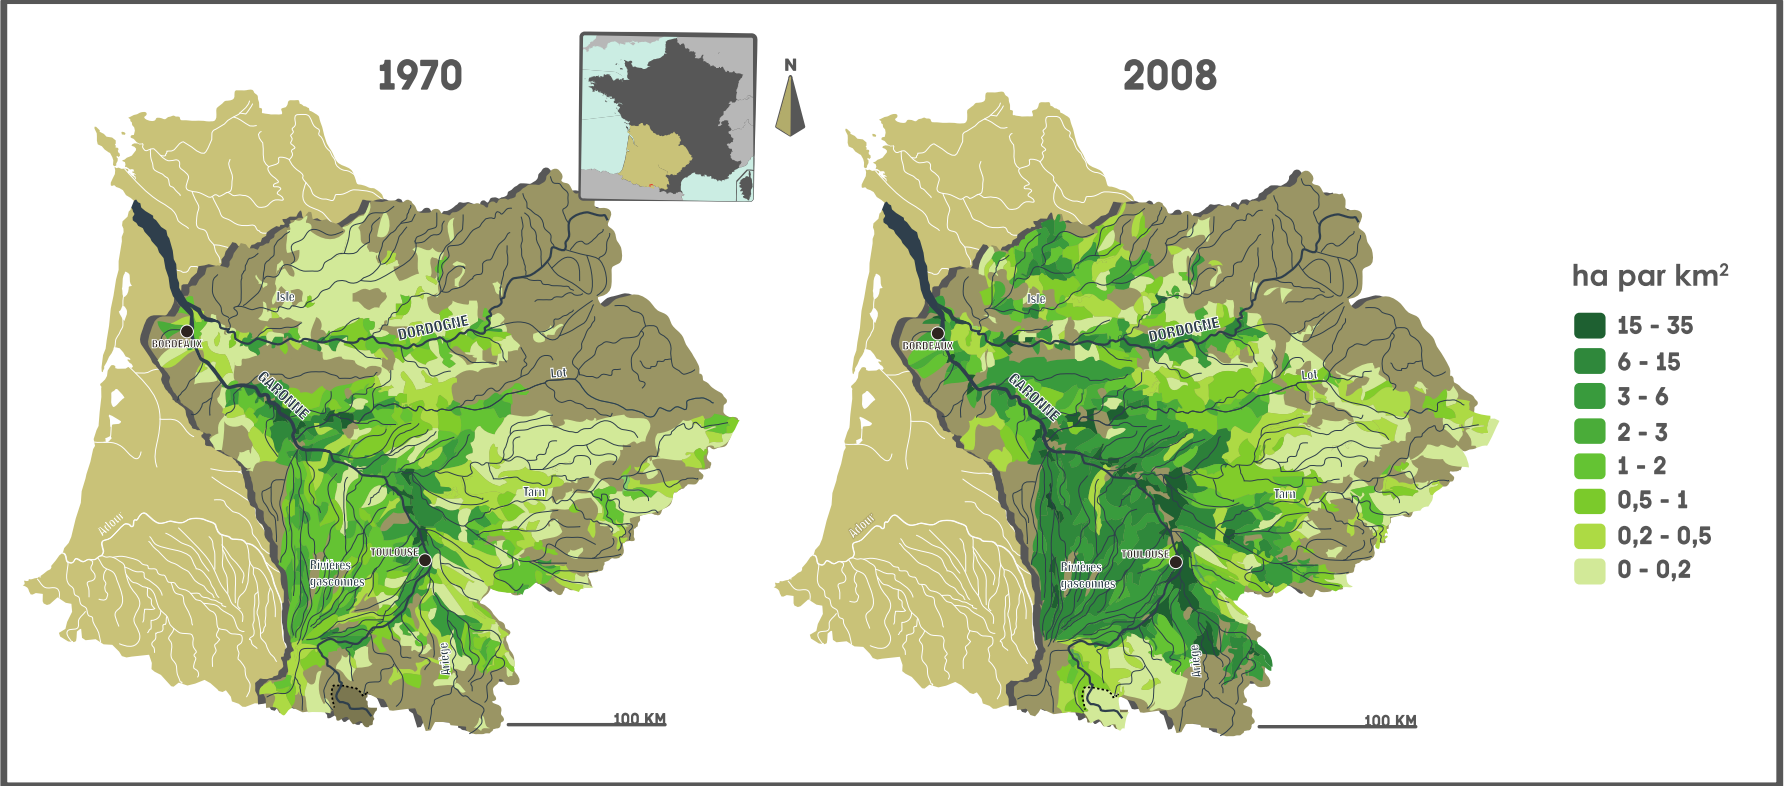 1970
N
2008
Isle
DORDOGNE
BORDEAUX
GARONNE
Lot
Tarn
Adour
TOULOUSE
Rivières
gasconnes
Ariège
100 KM
Isle
DORDOGNE
BORDEAUX
GARONNE
Lot
Tarn
Adour
TOULOUSE
Rivières
gasconnes
Ariège
100 KM
ha par km²
15 - 35
6 - 15
3 - 6
2 - 3
1 - 2
0,5 - 1
0,2 - 0,5
0 - 0,2